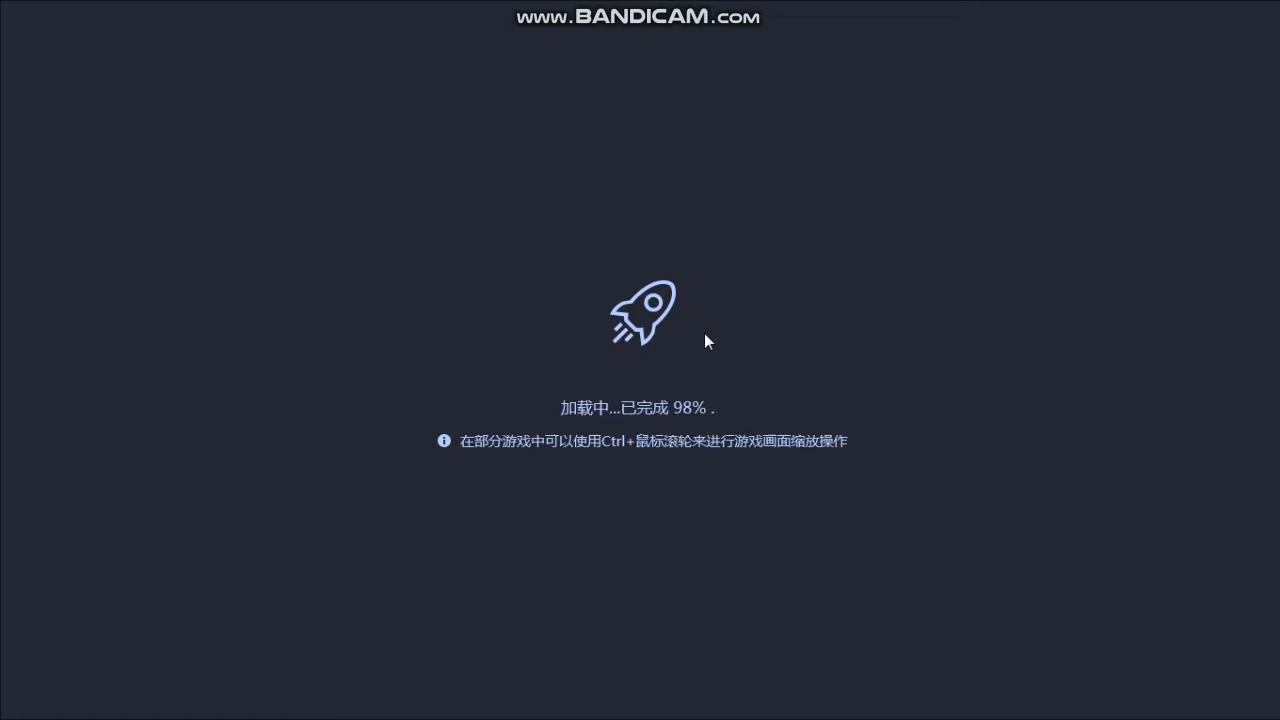 www.BANDICAM.com
加载中...已完成 98% .
在部分游戏中可以使用Ctrl+鼠标滚轮来进行游戏画面缩放操作